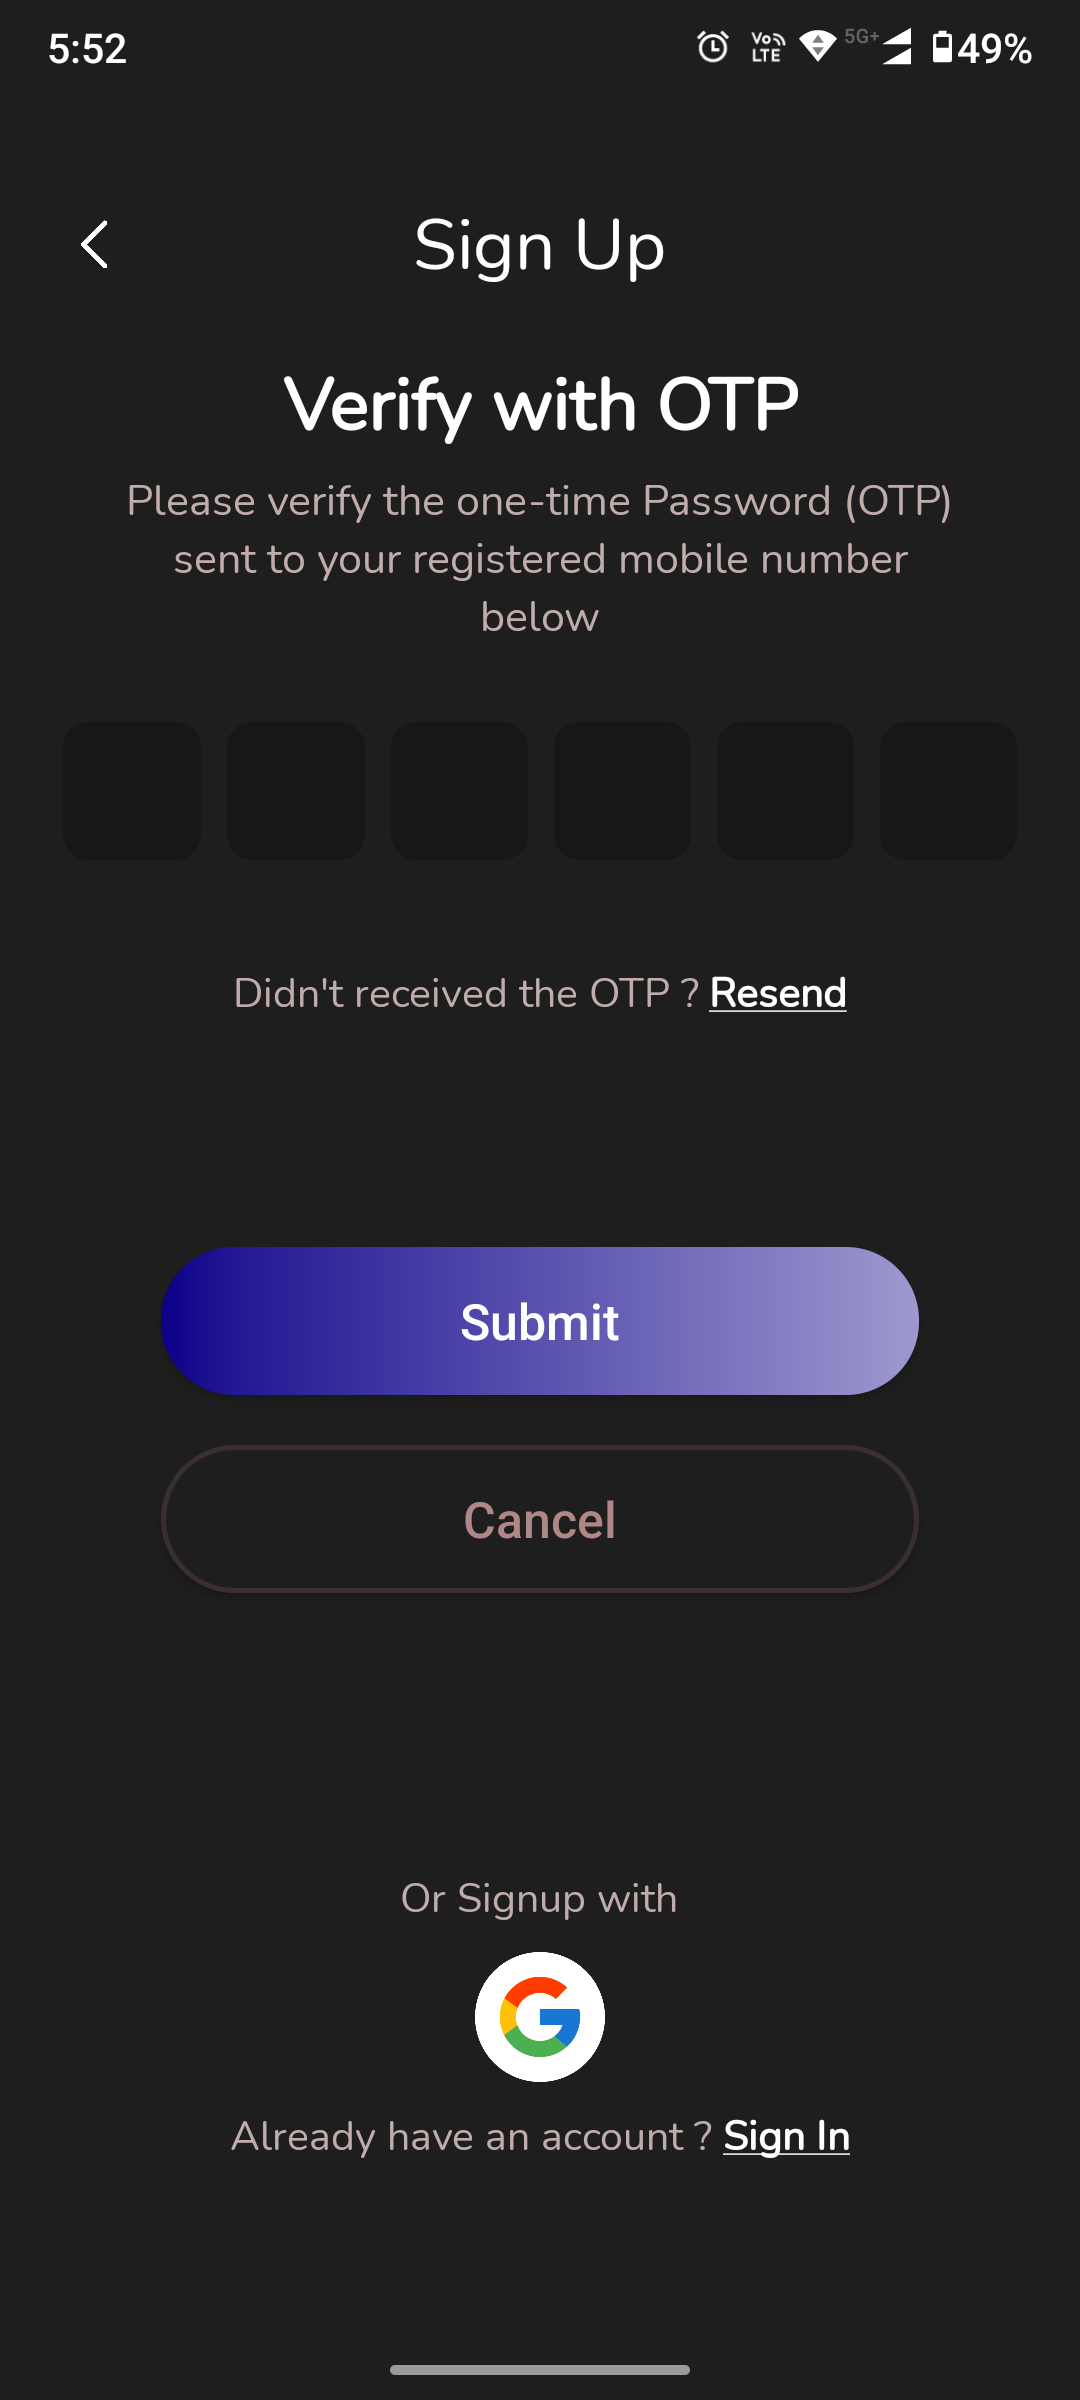 5:52
Vo LTE 5G+ 49%
Sign Up
Verify with OTP
Please verify the one-time Password (OTP)
sent to your registered mobile number
below
Didn't received the OTP ? Resend
Submit
Cancel
Or Signup with
G
Already have an account ? Sign In